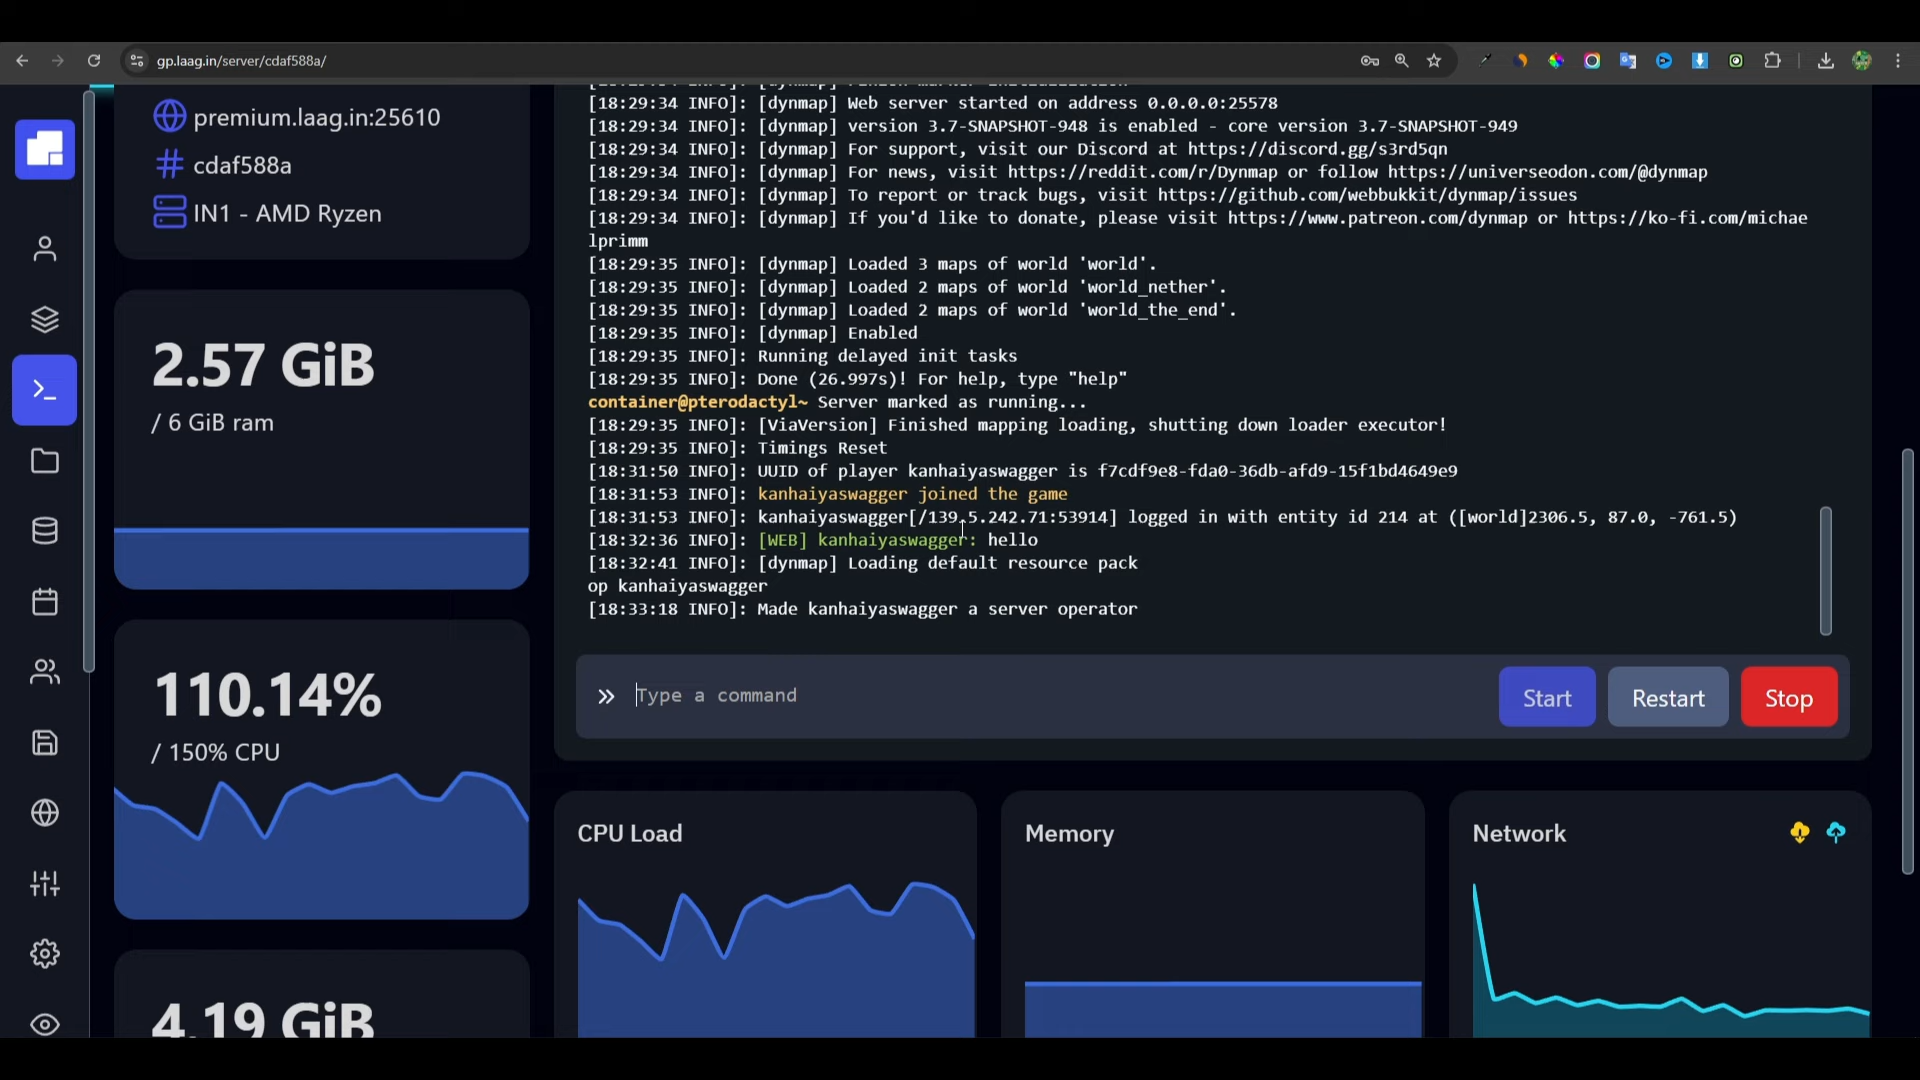 gp.laag.in/server/cdaf588a/
premium.laag.in:25610
cdaf588a
IN1 - AMD Ryzen
2.57 GiB
/ 6 GiB ram
110.14%
/ 150% CPU
4.19 GiB
[18:29:34 INFO]: [dynmap] Web server started on address 0.0.0.0:25578
[18:29:34 INFO]: [dynmap] version 3.7-SNAPSHOT-948 is enabled - core version 3.7-SNAPSHOT-949
[18:29:34 INFO]: [dynmap] For support, visit our Discord at https://discord.gg/s3rd5qn
[18:29:34 INFO]: [dynmap] For news, visit https://reddit.com/r/Dynmap or follow https://universeodon.com/@dynmap
[18:29:34 INFO]: [dynmap] To report or track bugs, visit https://github.com/webbukkit/dynmap/issues
[18:29:34 INFO]: [dynmap] If you'd like to donate, please visit https://www.patreon.com/dynmap or https://ko-fi.com/michae
lprimm
[18:29:35 INFO]: [dynmap] Loaded 3 maps of world 'world'.
[18:29:35 INFO]: [dynmap] Loaded 2 maps of world 'world_nether'.
[18:29:35 INFO]: [dynmap] Loaded 2 maps of world 'world_the_end'.
[18:29:35 INFO]: [dynmap] Enabled
[18:29:35 INFO]: Running delayed init tasks
[18:29:35 INFO]: Done (26.997s)! For help, type "help"
container@pterodactyl~ Server marked as running...
[18:29:35 INFO]: [ViaVersion] Finished mapping loading, shutting down loader executor!
[18:29:35 INFO]: Timings Reset
[18:31:50 INFO]: UUID of player kanhaiyaswagger is f7cdf9e8-fda0-36db-afd9-15f1bd4649e9
[18:31:53 INFO]: kanhaiyaswagger joined the game
[18:31:53 INFO]: kanhaiyaswagger[/139.5.242.71:53914] logged in with entity id 214 at ([world]2306.5, 87.0, -761.5)
[18:32:36 INFO]: [WEB] kanhaiyaswagger: hello
[18:32:41 INFO]: [dynmap] Loading default resource pack
op kanhaiyaswagger
[18:33:18 INFO]: Made kanhaiyaswagger a server operator
Type a command
Start
Restart
Stop
CPU Load
Memory
Network